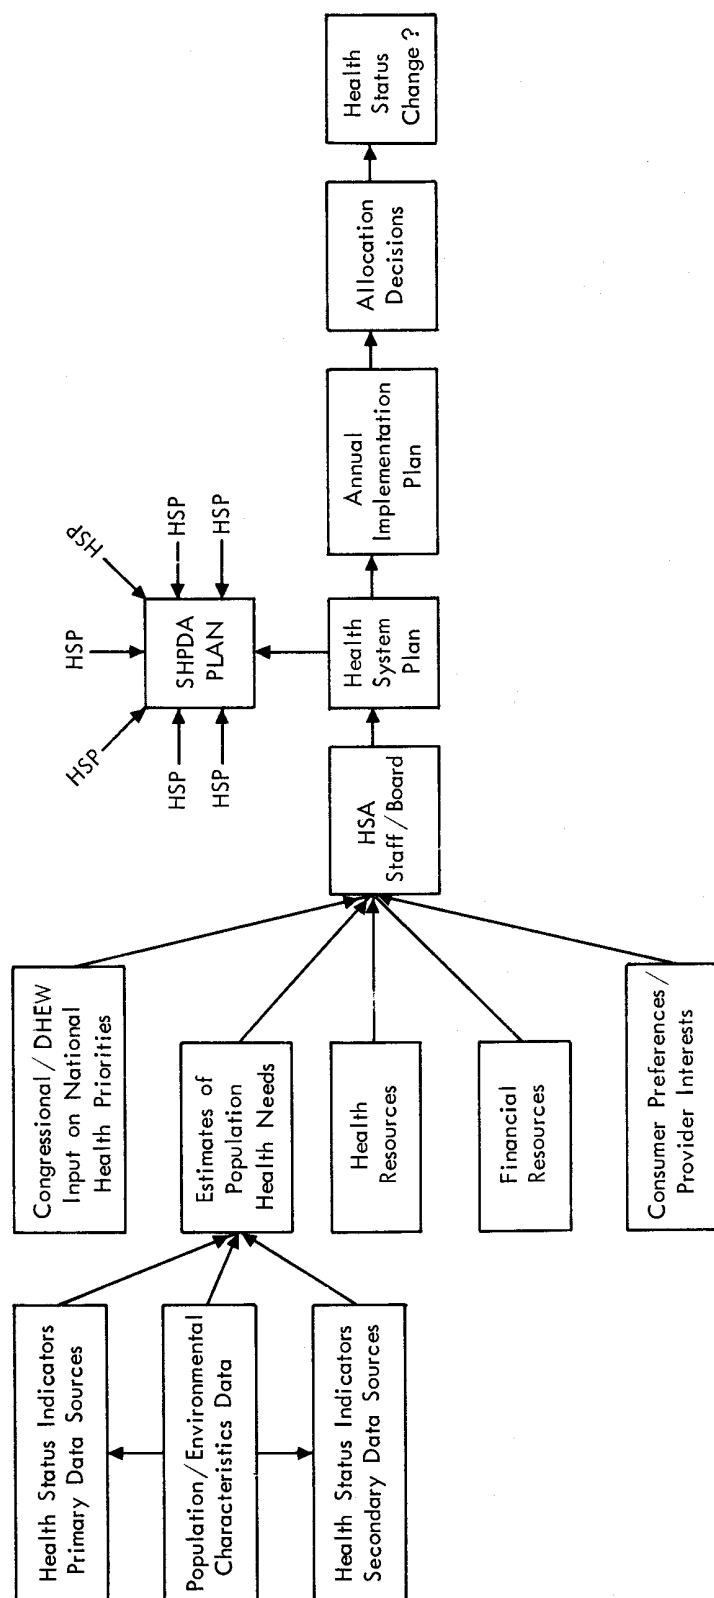 Health Status Indicators
Primary Data Sources
Population/Environmental
Characteristics Data
Health Status Indicators
Secondary Data Sources
Congressional/DHEW
Input on National
Health Priorities
Estimates of
Population
Health Needs
Health
Resources
Financial
Resources
Consumer Preferences/
Provider Interests
HSA
Staff/Board
HSP
HSP
HSP
HSP
HSP
HSP
HSP
SHPDA
PLAN
Health
System
Plan
Annual
Implementation
Plan
Allocation
Decisions
Health
Status
Change?